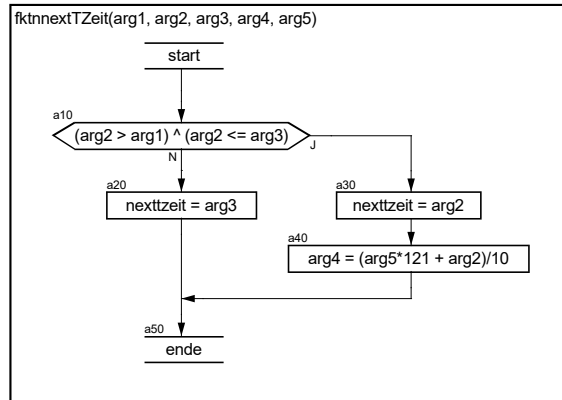 fktnnextTZeit(arg1, arg2, arg3, arg4, arg5)
start
a10
(arg2 > arg1) ^ (arg2 <= arg3)
J
N
a20
nexttzeit = arg3
a30
nexttzeit = arg2
a40
arg4 = (arg5*121 + arg2)/10
a50
ende